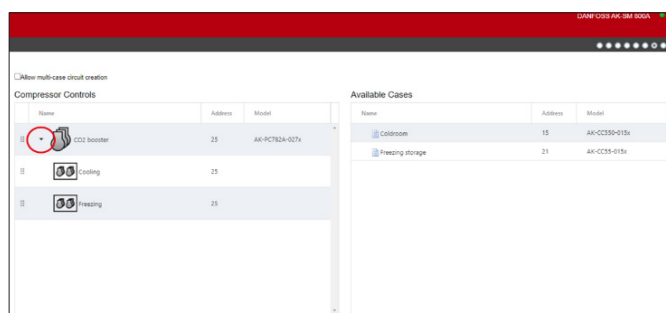 DANFOSS AK-SM 800A
Allow multi-case circuit creation
Compressor Controls
Available Cases
Name Address Model
Name Address Model
CO2 booster 25 AK-PC782A-027x
Coldroom 15 AK-CC550-015x
Freezing storage 21 AK-CC55-015x
Cooling 25
Freezing 25